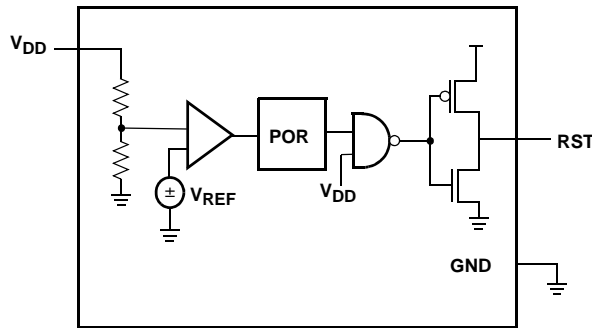 VDD
POR
RST
±
VREF
VDD
GND